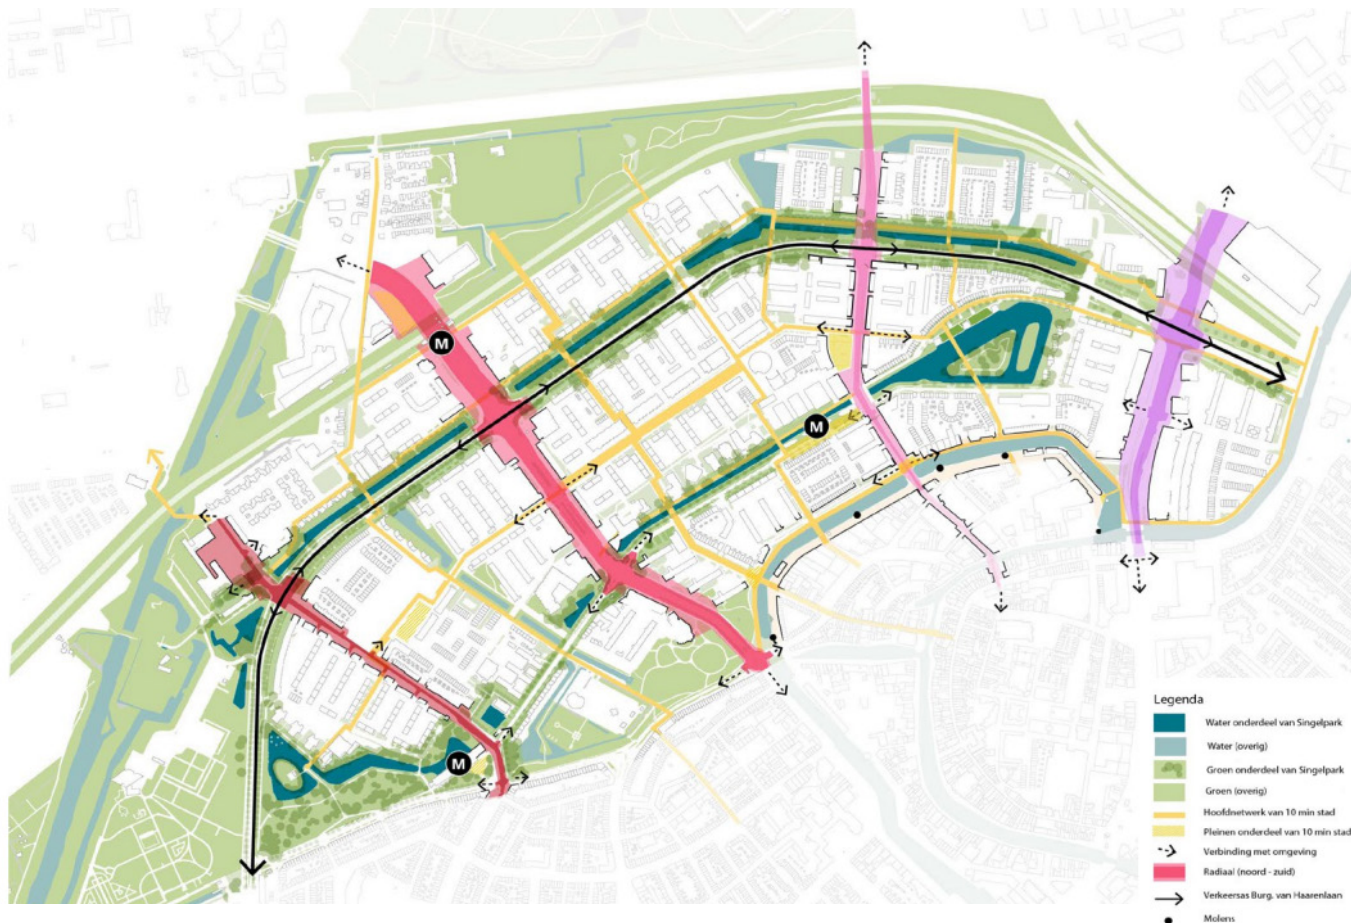 M
M
M
Legenda
Water onderdeel van Singelpark
Water (overig)
Groen onderdeel van Singelpark
Groen (overig)
Hoofdnetwerk van 10 min stad
Pleinen onderdeel van 10 min stad
Verbinding met omgeving
Radiaal (noord - zuid)
Verkeersas Burg. van Haarenlaan
Molens